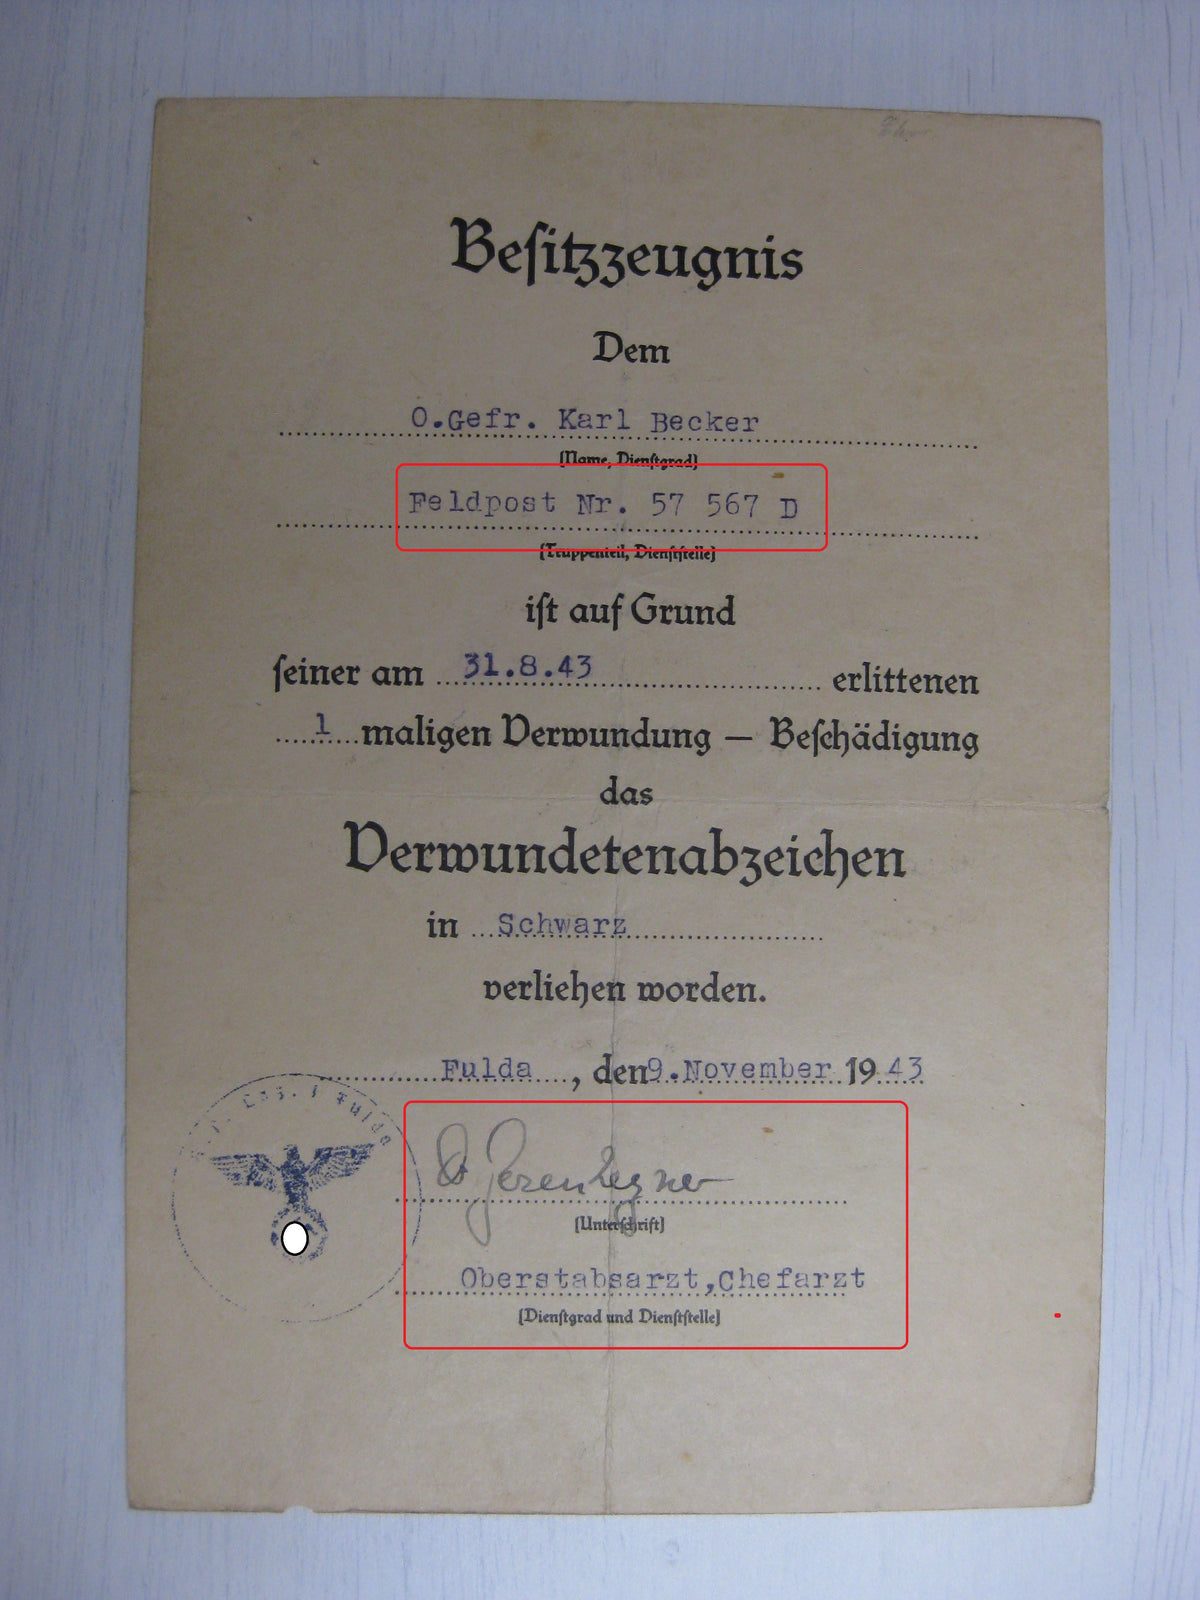 Besitzzeugnis
Dem
O.Gefr. Karl Becker
(Name, Dienstgrad)
Feldpost Nr. 57 567 D
(Truppenteil, Dienststelle)
ist auf Grund
seiner am 31.8.43 erlittenen
1 maligen Verwundung – Beschädigung
das
Verwundetenabzeichen
in Schwarz
verliehen worden.
Fulda, den 9.November 1943
Fulda
(Unterschrift)
Oberstabsarzt, Chefarzt
(Dienstgrad und Dienststelle)